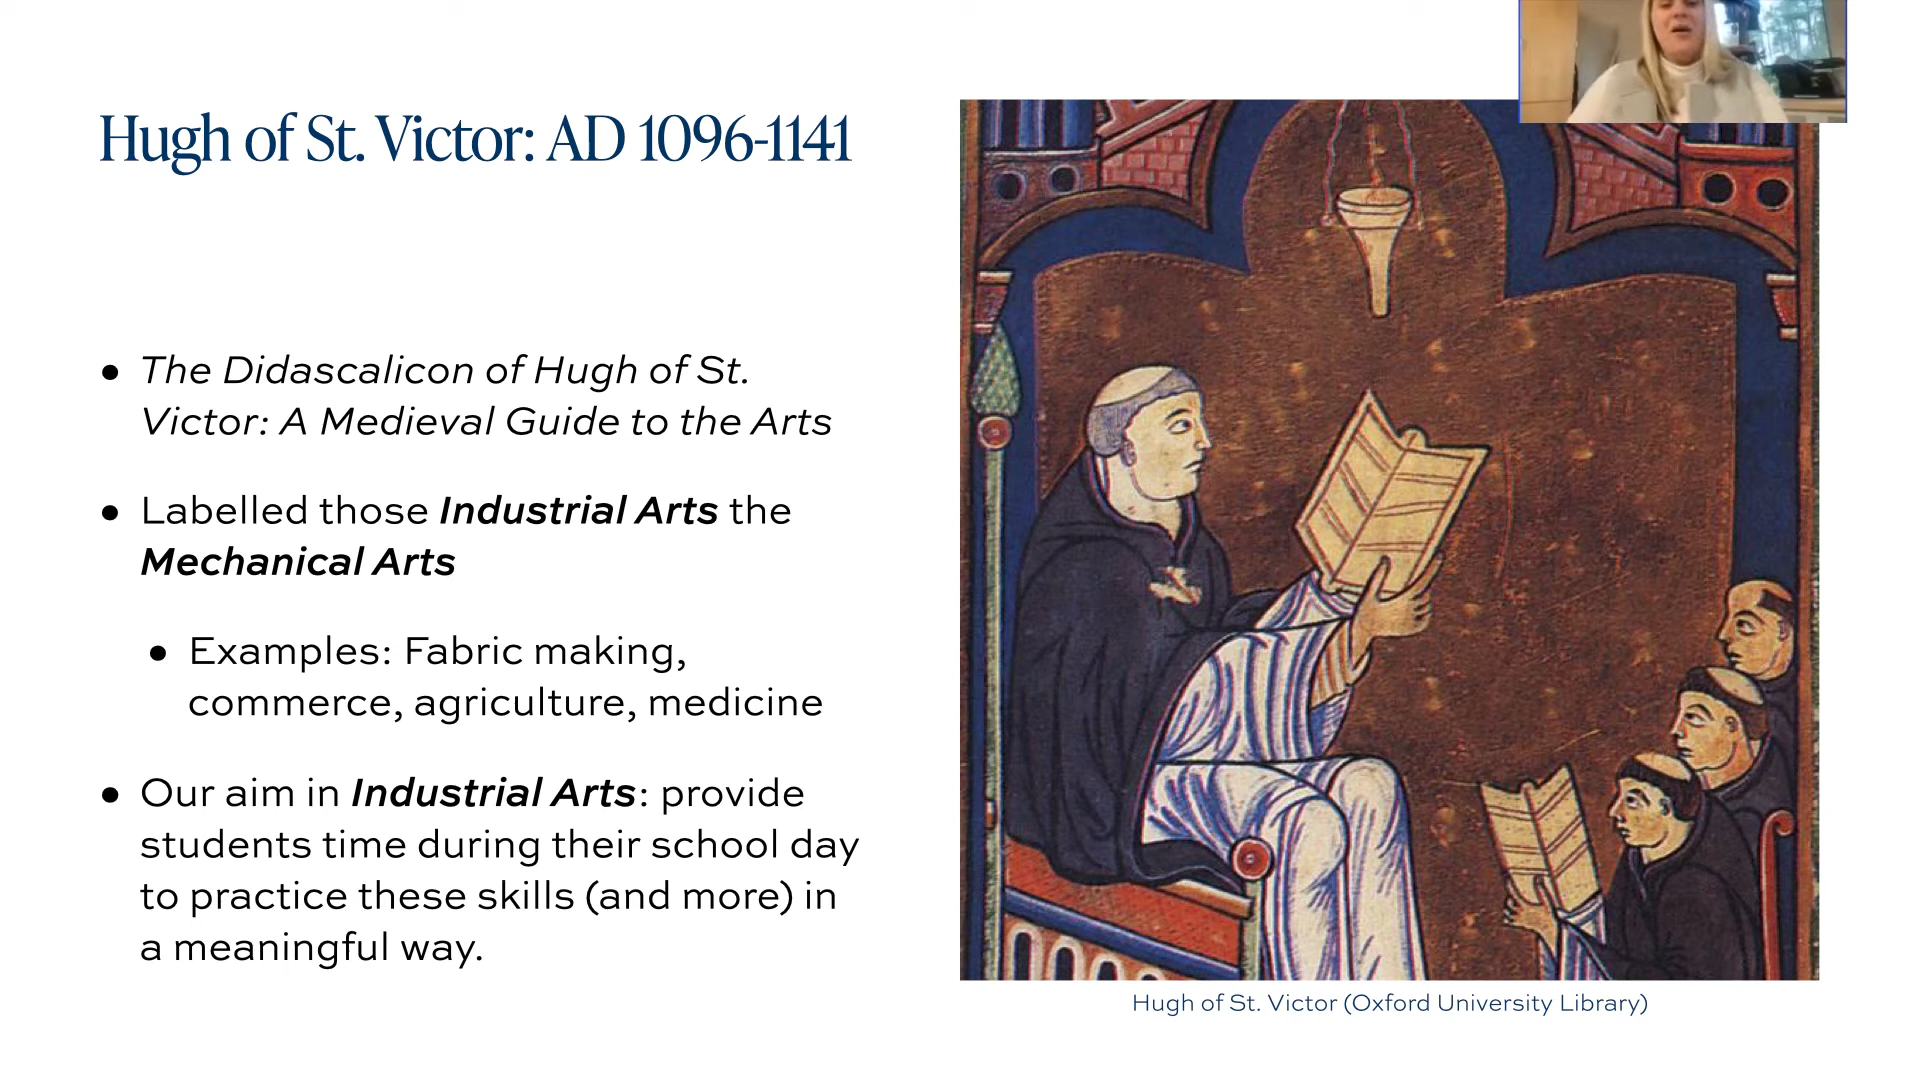 Hugh of St. Victor: AD 1096-1141
● The Didascalicon of Hugh of St.
Victor: A Medieval Guide to the Arts
● Labelled those Industrial Arts the
Mechanical Arts
● Examples: Fabric making,
commerce, agriculture, medicine
● Our aim in Industrial Arts: provide
students time during their school day
to practice these skills (and more) in
a meaningful way.
Hugh of St. Victor (Oxford University Library)